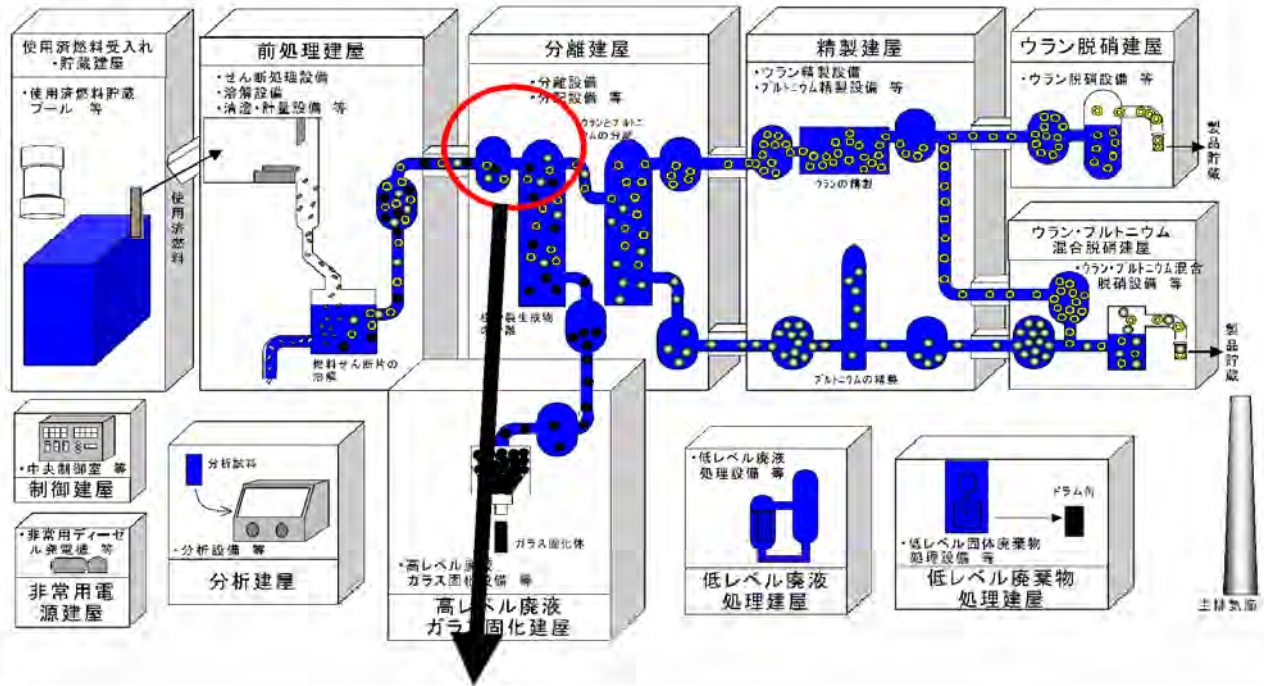 使用済燃料受入れ
・貯蔵建屋
・使用済燃料貯蔵
プール 等
使用済燃料
前処理建屋
・せん断処理設備
・溶解設備
・清澄・計量設備 等
燃料せん断片の
溶解
分離建屋
・分離設備
・分配設備 等
ウランとプルトニ
ウムの分離
精製建屋
・ウラン精製設備
・プルトニウム精製設備 等
ウランの精製
プルトニウムの精製
ウラン脱硝建屋
・ウラン脱硝設備 等
製品貯蔵
ウラン・プルトニウム
混合脱硝建屋
・ウラン・プルトニウム混合
脱硝設備 等
製品貯蔵
・中央制御室 等
制御建屋
・非常用ディーゼ
ル発電機 等
非常用電
源建屋
分析試料
・分析設備 等
分析建屋
ガラス固化体
・高レベル廃液
ガラス固化設備 等
高レベル廃液
ガラス固化建屋
・低レベル廃液
処理設備 等
低レベル廃液
処理建屋
ドラム缶
・低レベル固体廃棄物
処理設備 等
低レベル廃棄物
処理建屋
主排気筒